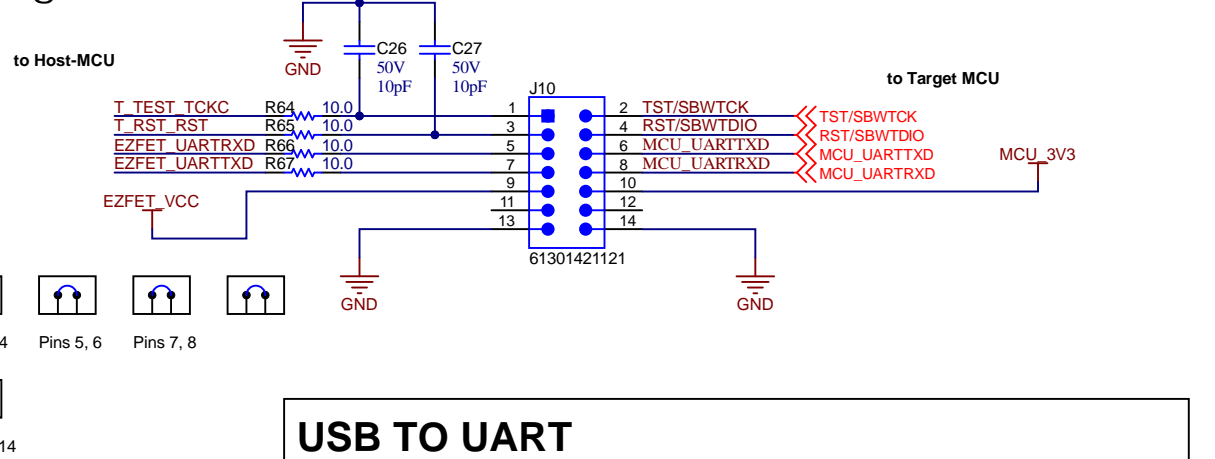 g
to Host-MCU
GND
C26
50V
10pF
C27
50V
10pF
to Target MCU
J10
T_TEST_TCKC R64 10.0 1 2 TST/SBWTCK TST/SBWTCK
T_RST_RST R65 10.0 3 4 RST/SBWTDIO RST/SBWTDIO
EZFET_UARTRXD R66 10.0 5 6 MCU_UARTTXD MCU_UARTTXD
EZFET_UARTTXD R67 10.0 7 8 MCU_UARTRXD MCU_UARTRXD
MCU_3V3
9 10
EZFET_VCC
11 12
13 14
61301421121
GND
GND
4 Pins 5, 6 Pins 7, 8
14
USB TO UART